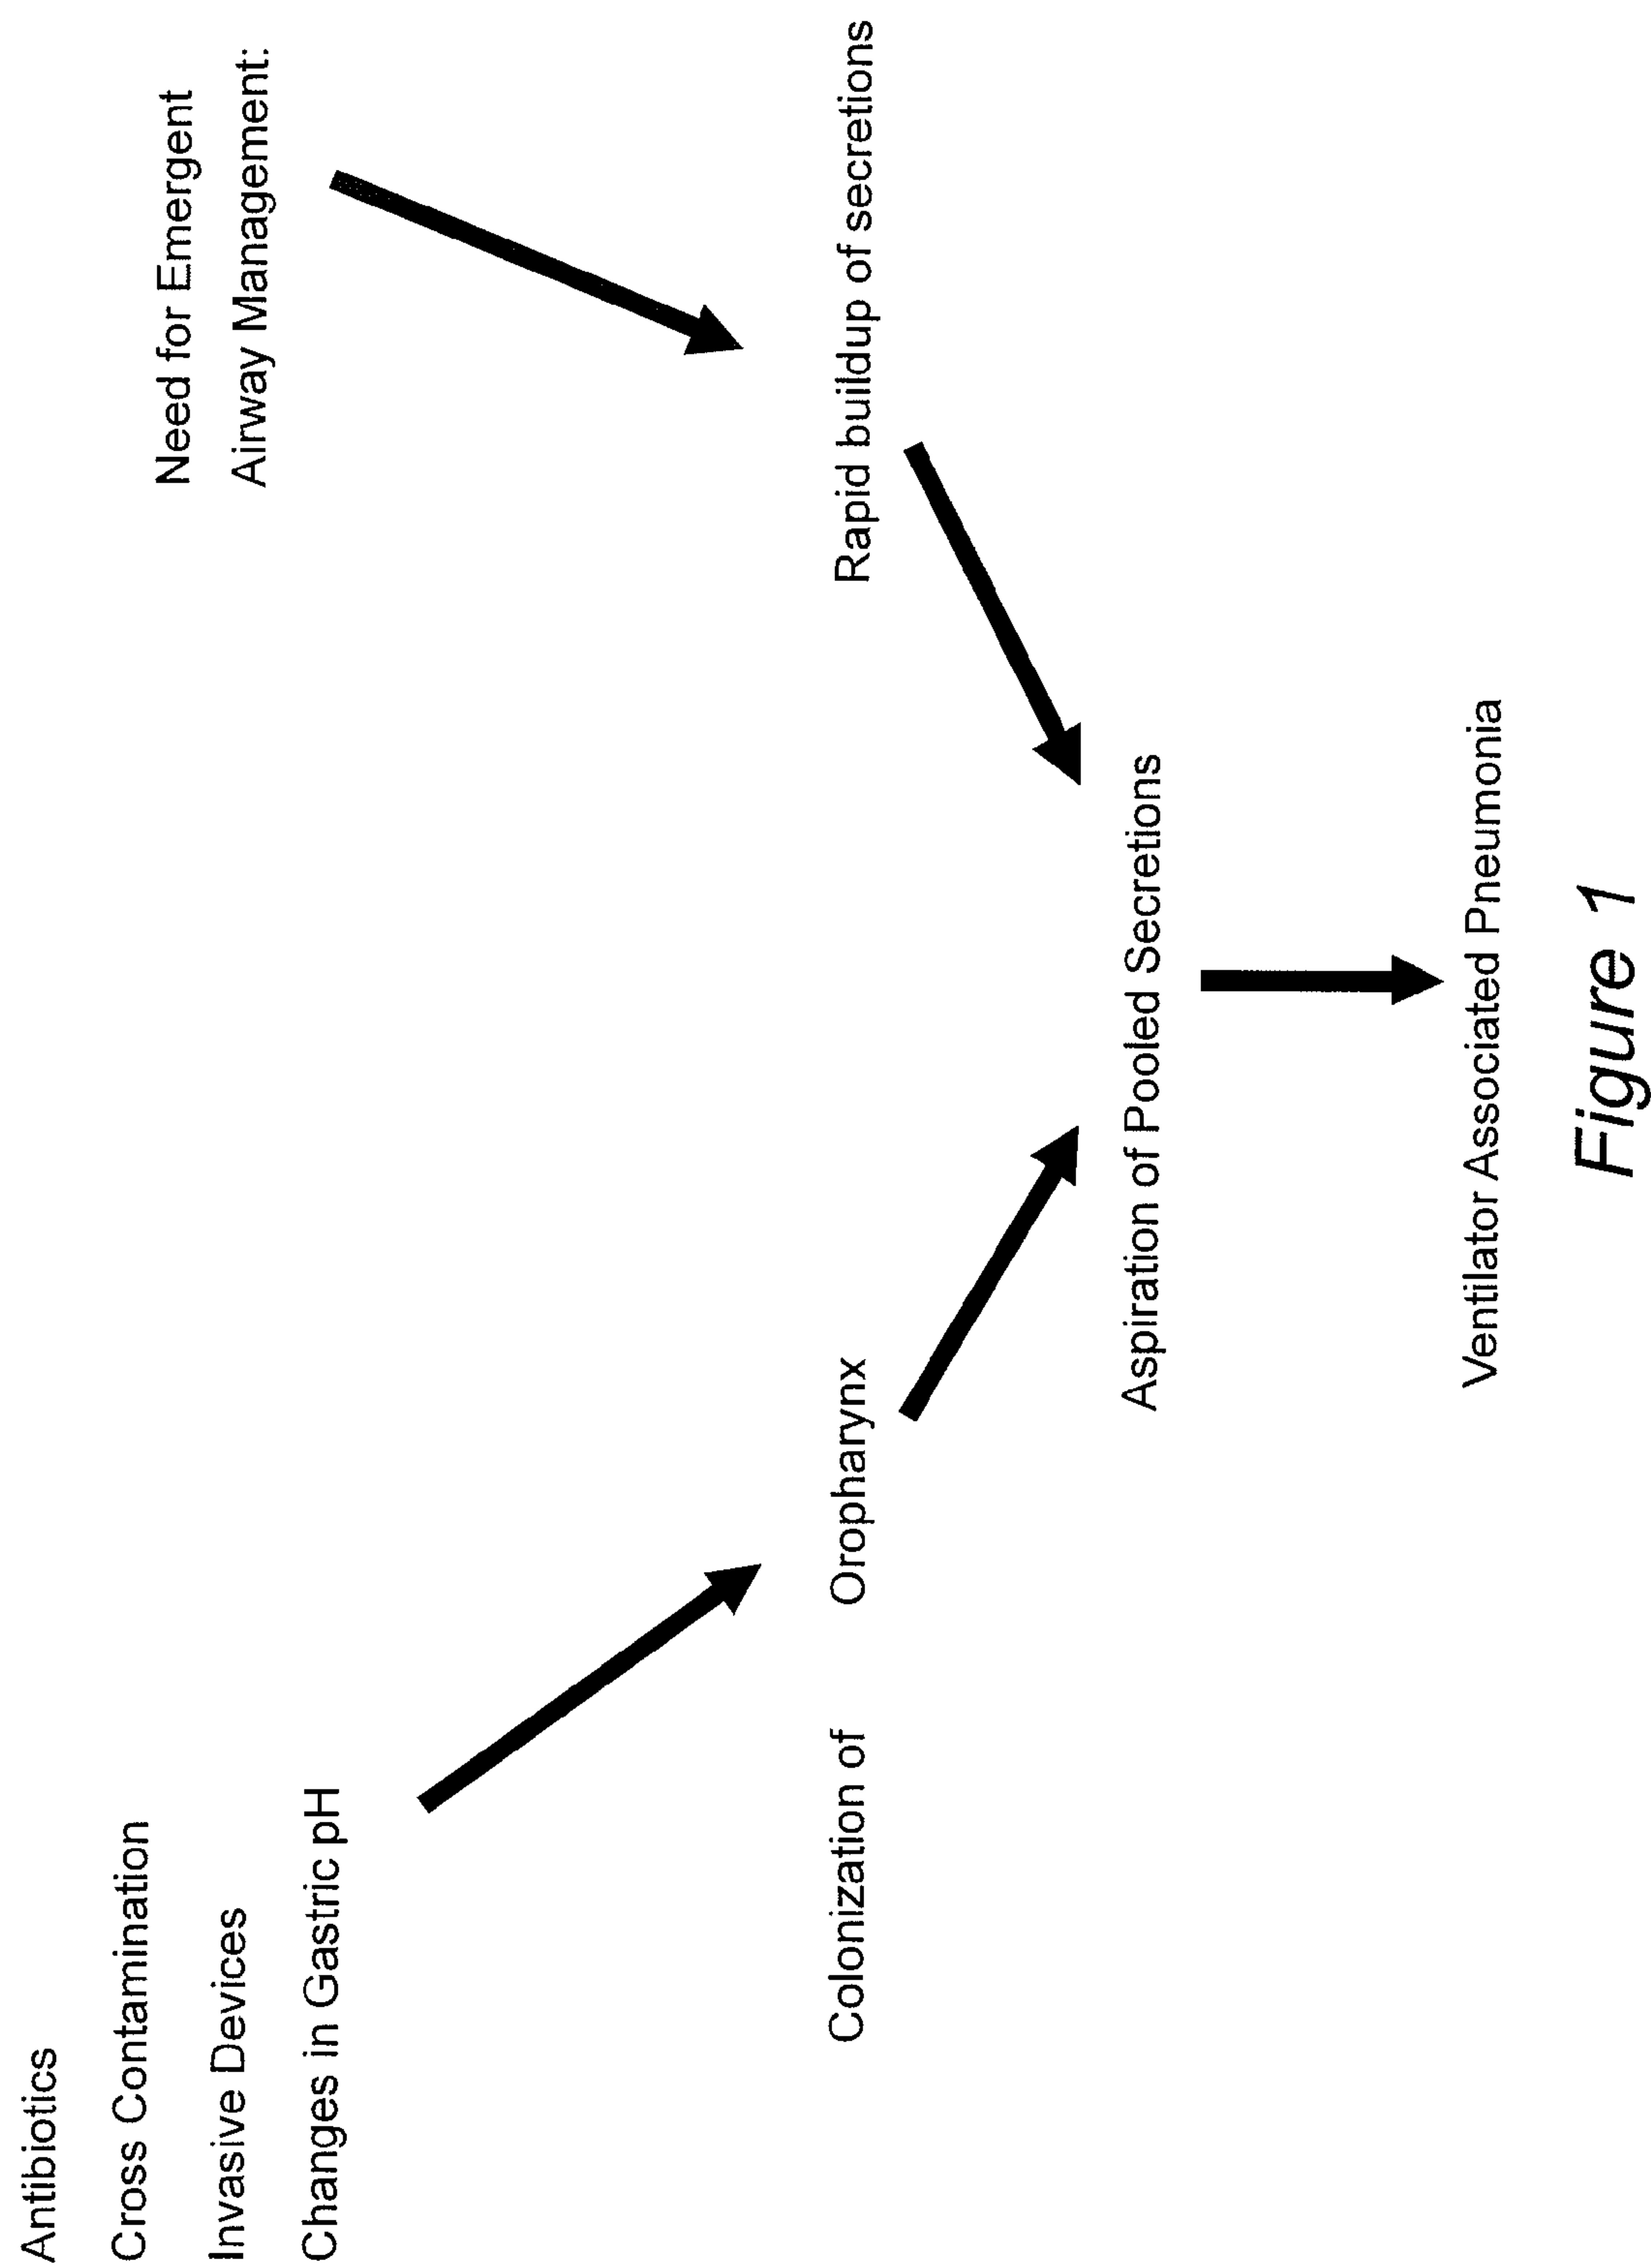 Antibiotics
Cross Contamination
Invasive Devices
Changes in Gastric pH
Need for Emergent
Airway Management:
Colonization of Oropharynx
Rapid buildup of secretions
Aspiration of Pooled Secretions
Ventilator Associated Pneumonia
Figure 1